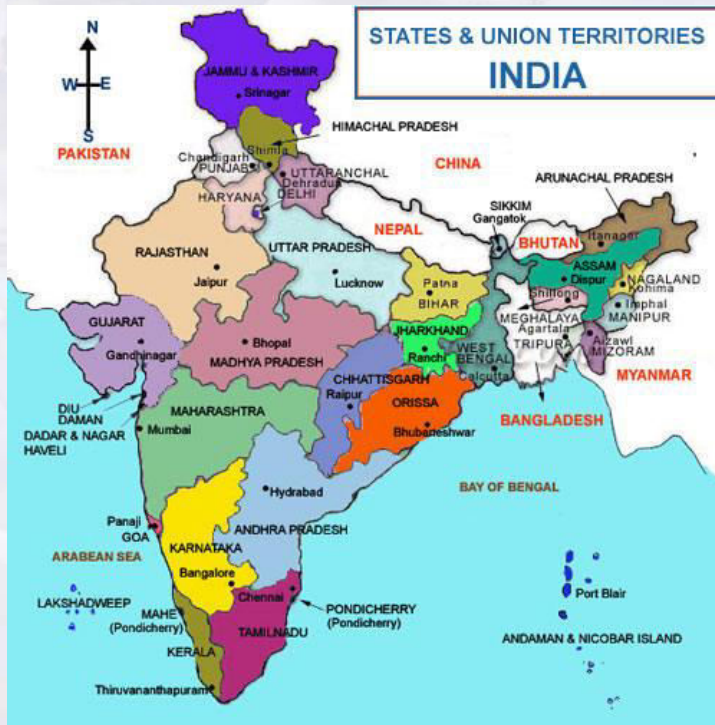 STATES & UNION TERRITORIES
INDIA
N
W
E
S
JAMMU & KASHMIR
Srinagar
HIMACHAL PRADESH
PAKISTAN
Shimla
Chandigarh
PUNJAB
CHINA
UTTARANCHAL
Dehradun
ARUNACHAL PRADESH
HARYANA
DELHI
SIKKIM
Gangatok
NEPAL
BHUTAN
Itanagar
RAJASTHAN
UTTAR PRADESH
ASSAM
Jaipur
Lucknow
Dispur
Patna
NAGALAND
Kohima
BIHAR
Shillong
Imphal
GUJARAT
MEGHALAYA
MANIPUR
JHARKHAND
Agartala
Bhopal
WEST
BENGAL
TRIPURA
Aizawl
Gandhinagar
Ranchi
MIZORAM
MADHYA PRADESH
CHHATTISGARH
Calcutta
MYANMAR
Raipur
DIU
DAMAN
MAHARASHTRA
ORISSA
BANGLADESH
DADAR & NAGAR
HAVELI
Mumbai
Bhubaneshwar
Hydrabad
BAY OF BENGAL
Panaji
GOA
ANDHRA PRADESH
KARNATAKA
ARABEAN SEA
Bangalore
Chennai
Port Blair
LAKSHADWEEP
MAHE
(Pondicherry)
PONDICHERRY
(Pondicherry)
TAMILNADU
ANDAMAN & NICOBAR ISLAND
KERALA
Thiruvananthapuram